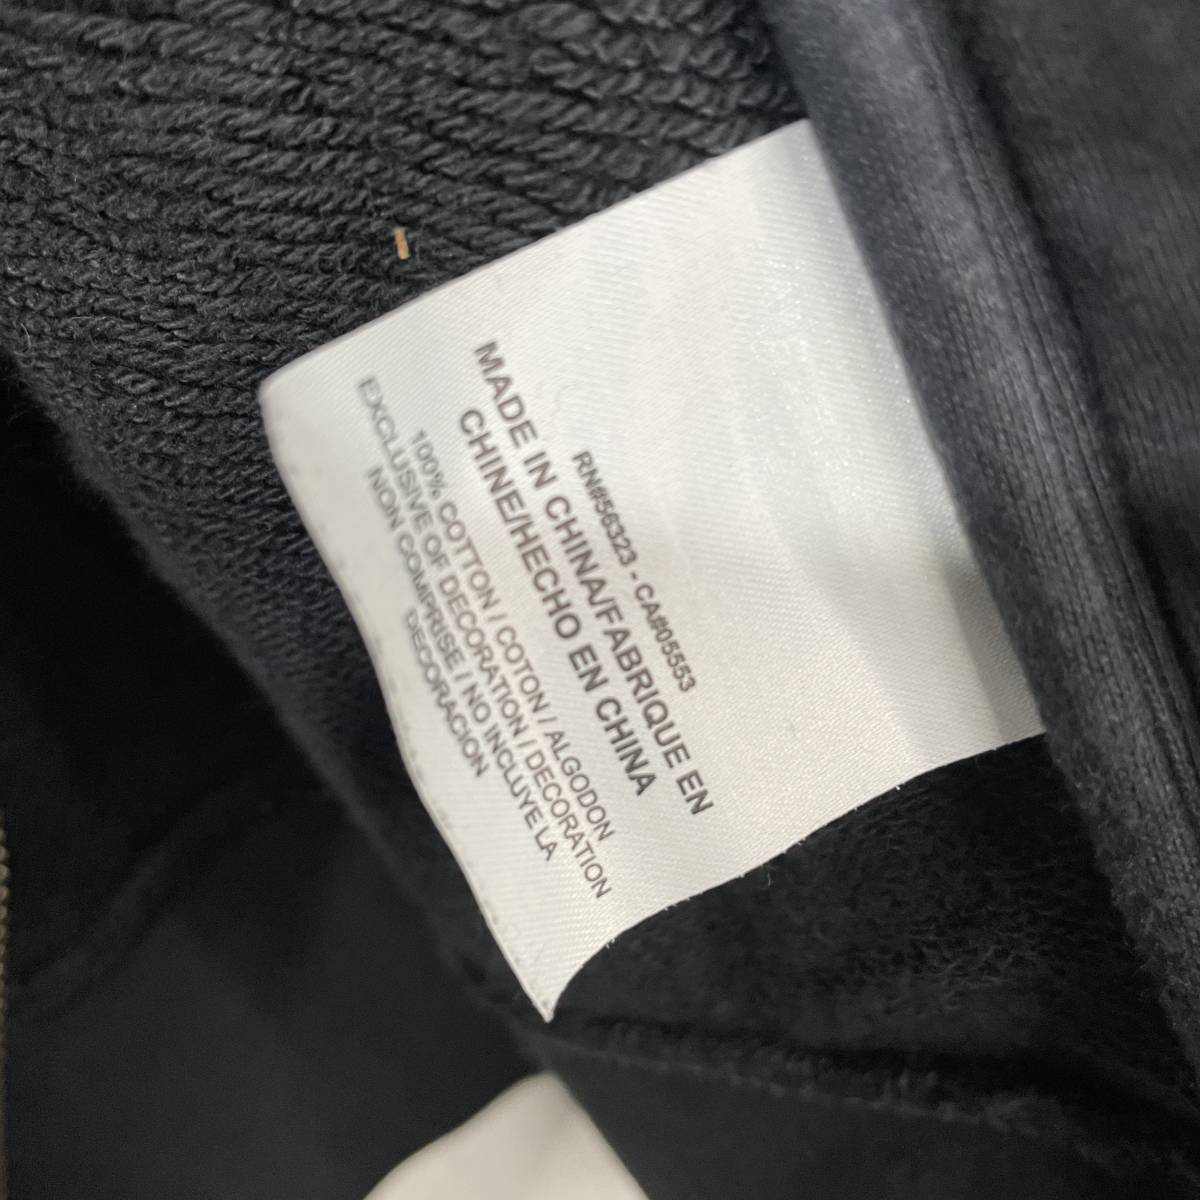 RN#56323 - CA#05553
MADE IN CHINA/FABRIQUE EN
CHINE/HECHO EN CHINA
100% COTTON / COTON / ALGODON
EXCLUSIVE OF DECORATION / DECORATION
NON COMPRISE / NO INCLUYE LA
DECORACION